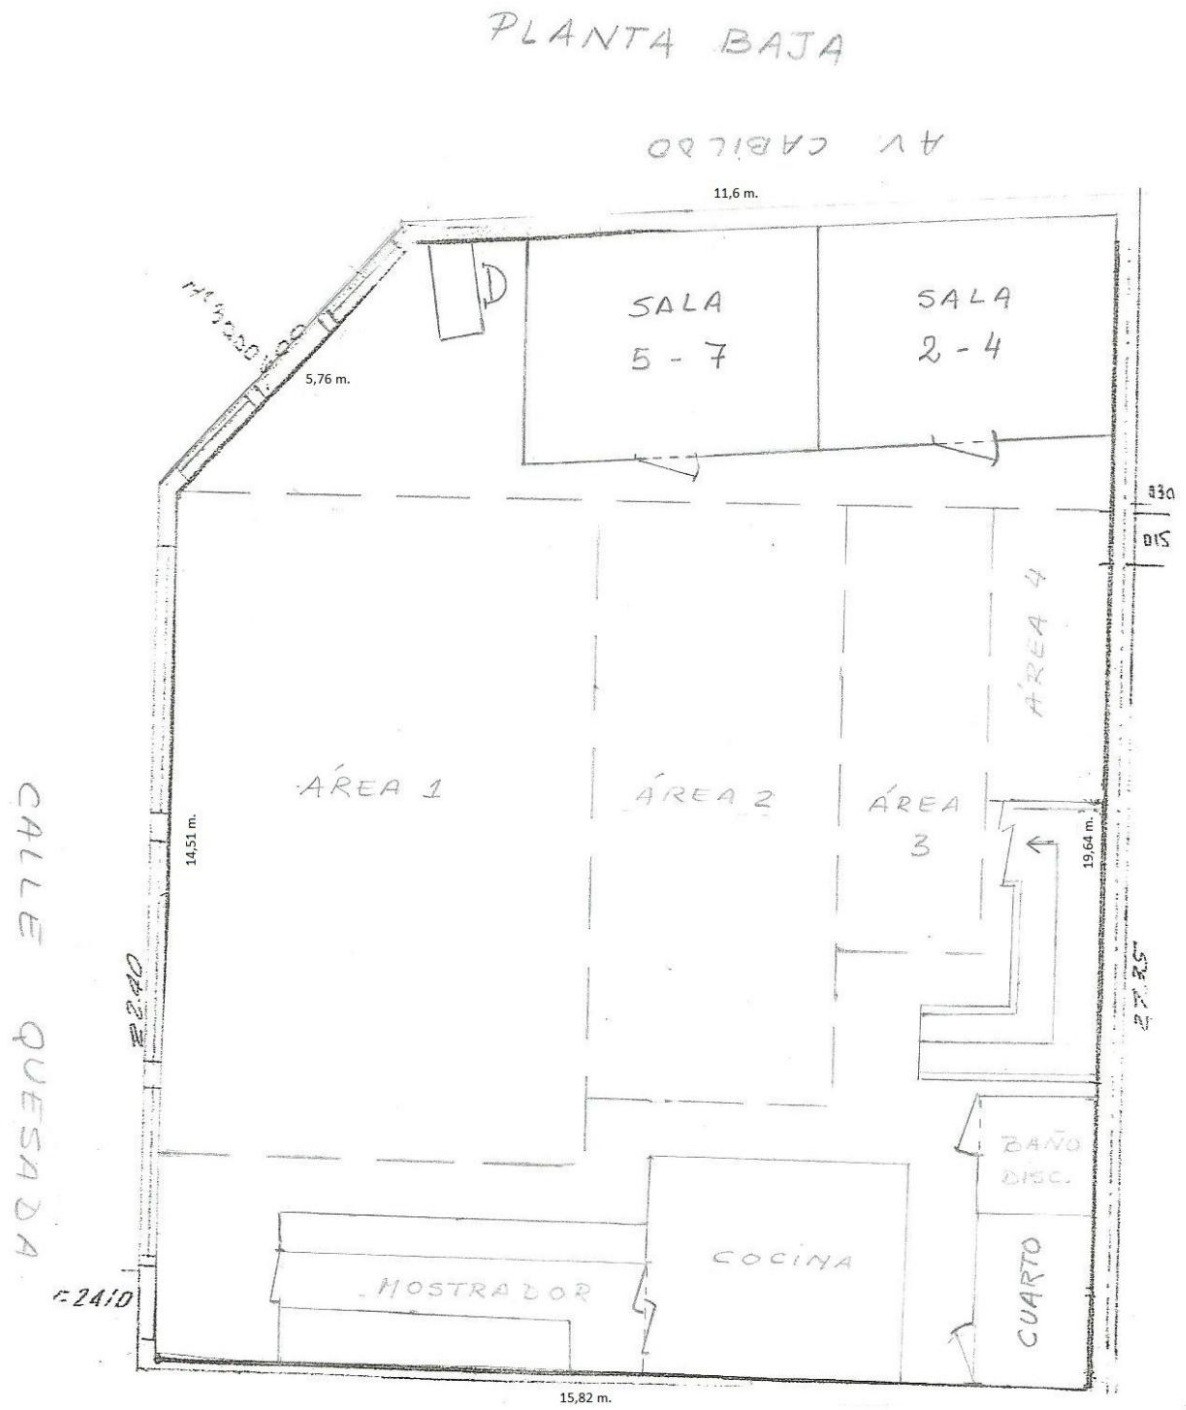 PLANTA BAJA
AV CABILDO
11,6 m.
SALA
5 - 7
SALA
2 - 4
5,76 m.
ÁREA 4
ÁREA 1
ÁREA 2
ÁREA
3
14,51 m.
19,64 m.
CALLE QUESADA
2240
BAÑO
DISC.
COCINA
MOSTRADOR
CUARTO
15,82 m.